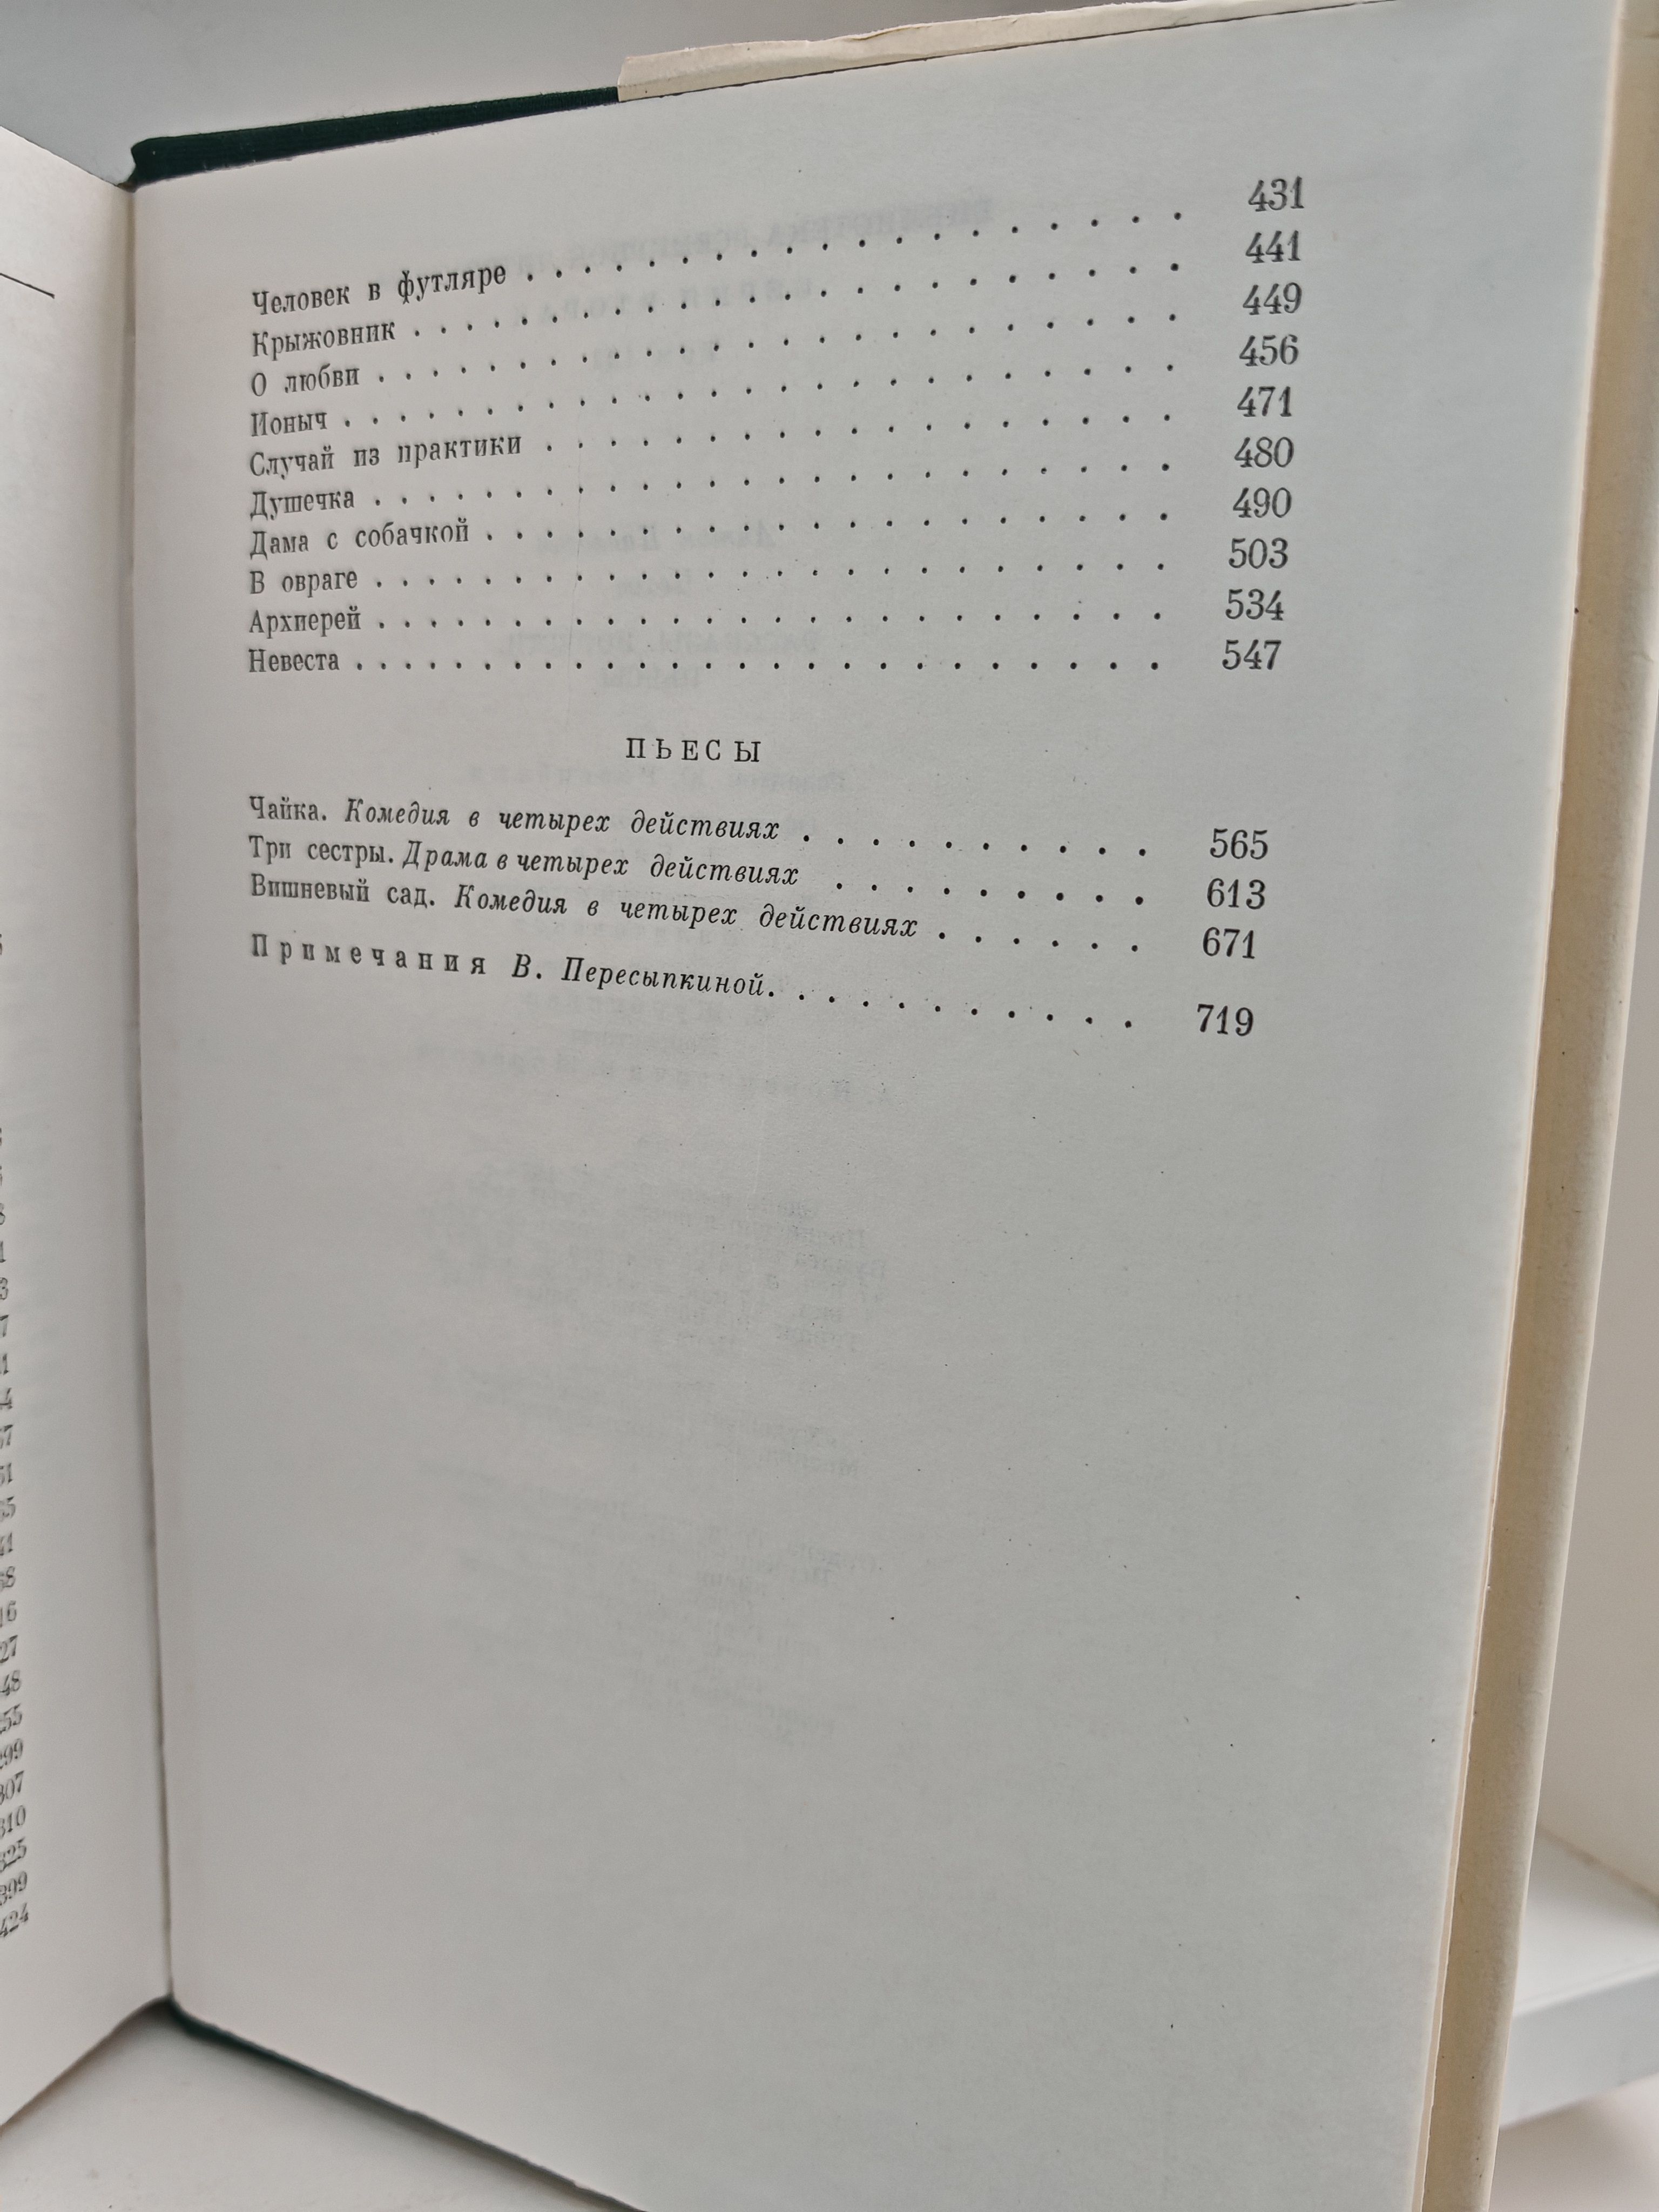 Человек в футляре . . . . . . . . . . . . . . . . . . . . 431
Крыжовник . . . . . . . . . . . . . . . . . . . . . . . . 441
О любви . . . . . . . . . . . . . . . . . . . . . . . . . 449
Ионыч . . . . . . . . . . . . . . . . . . . . . . . . . . 456
Случай из практики . . . . . . . . . . . . . . . . . . . . 471
Душечка . . . . . . . . . . . . . . . . . . . . . . . . . 480
Дама с собачкой . . . . . . . . . . . . . . . . . . . . . 490
В овраге . . . . . . . . . . . . . . . . . . . . . . . . . 503
Архиерей . . . . . . . . . . . . . . . . . . . . . . . . . 534
Невеста . . . . . . . . . . . . . . . . . . . . . . . . . 547
ПЬЕСЫ
Чайка. Комедия в четырех действиях . . . . . . . . . . . 565
Три сестры. Драма в четырех действиях . . . . . . . . . . 613
Вишневый сад. Комедия в четырех действиях . . . . . . . 671
Примечания В. Пересыпкиной. . . . . . . . . . . . 719